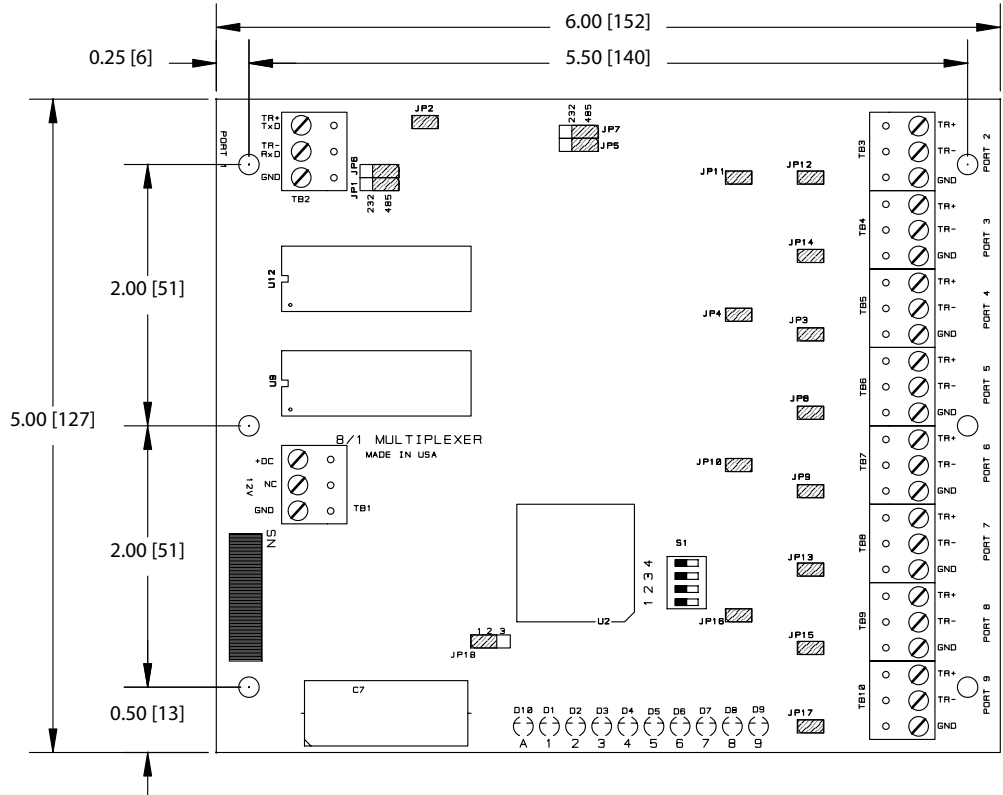 6.00 [152]
0.25 [6]
5.50 [140]
2.00 [51]
5.00 [127]
2.00 [51]
0.50 [13]
PORT 1
TR+
TxD
TR-
RxD
GND
TB2
JP2
JP6
JP1
232
485
232
485
JP7
JP5
JP11
JP12
JP14
JP4
JP3
JP8
JP10
JP9
JP13
JP16
JP15
JP17
U12
U9
8/1 MULTIPLEXER
MADE IN USA
+DC
NC
GND
12V
TB1
SN
U2
S1
1 2 3 4
1 2 3
JP18
C7
D10 D1 D2 D3 D4 D5 D6 D7 D8 D9
A 1 2 3 4 5 6 7 8 9
TB3
TR+
TR-
GND
PORT 2
TB4
TR+
TR-
GND
PORT 3
TB5
TR+
TR-
GND
PORT 4
TB6
TR+
TR-
GND
PORT 5
TB7
TR+
TR-
GND
PORT 6
TB8
TR+
TR-
GND
PORT 7
TB9
TR+
TR-
GND
PORT 8
TB10
TR+
TR-
GND
PORT 9